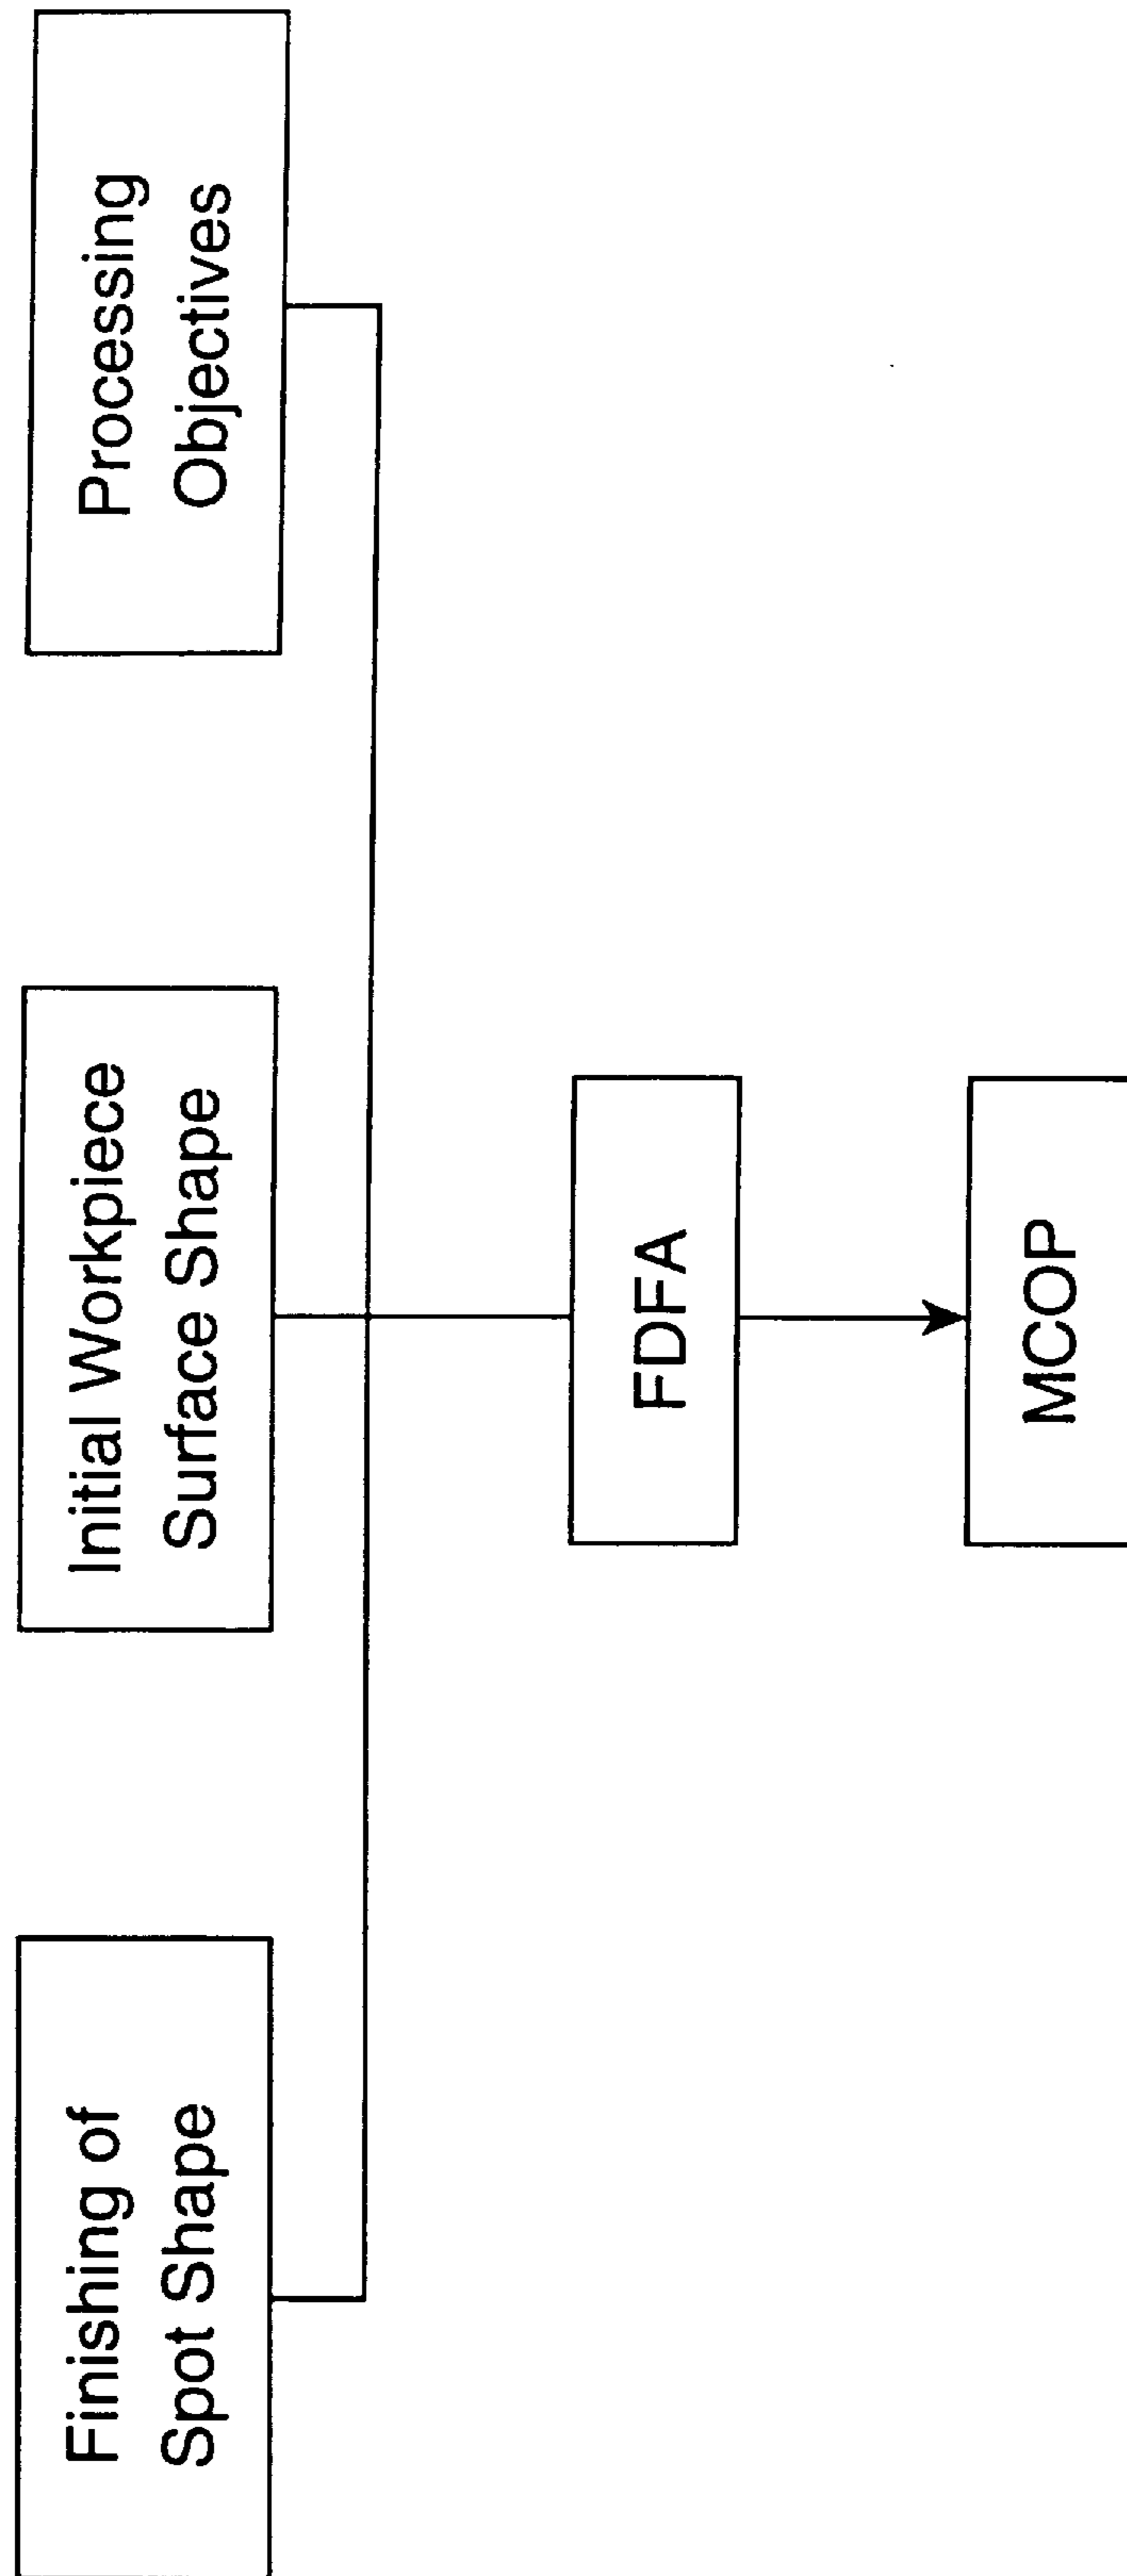 Finishing of
Spot Shape
Initial Workpiece
Surface Shape
Processing
Objectives
FDFA
MCOP